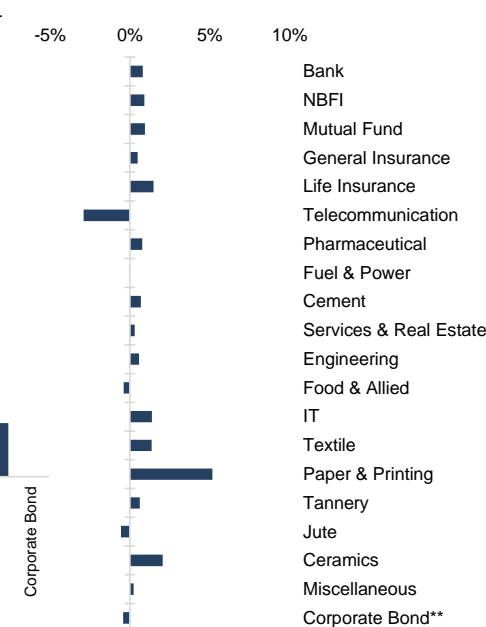 -5% 0% 5% 10%
Bank
NBFI
Mutual Fund
General Insurance
Life Insurance
Telecommunication
Pharmaceutical
Fuel & Power
Cement
Services & Real Estate
Engineering
Food & Allied
IT
Textile
Paper & Printing
Tannery
Jute
Ceramics
Miscellaneous
Corporate Bond**
Corporate Bond